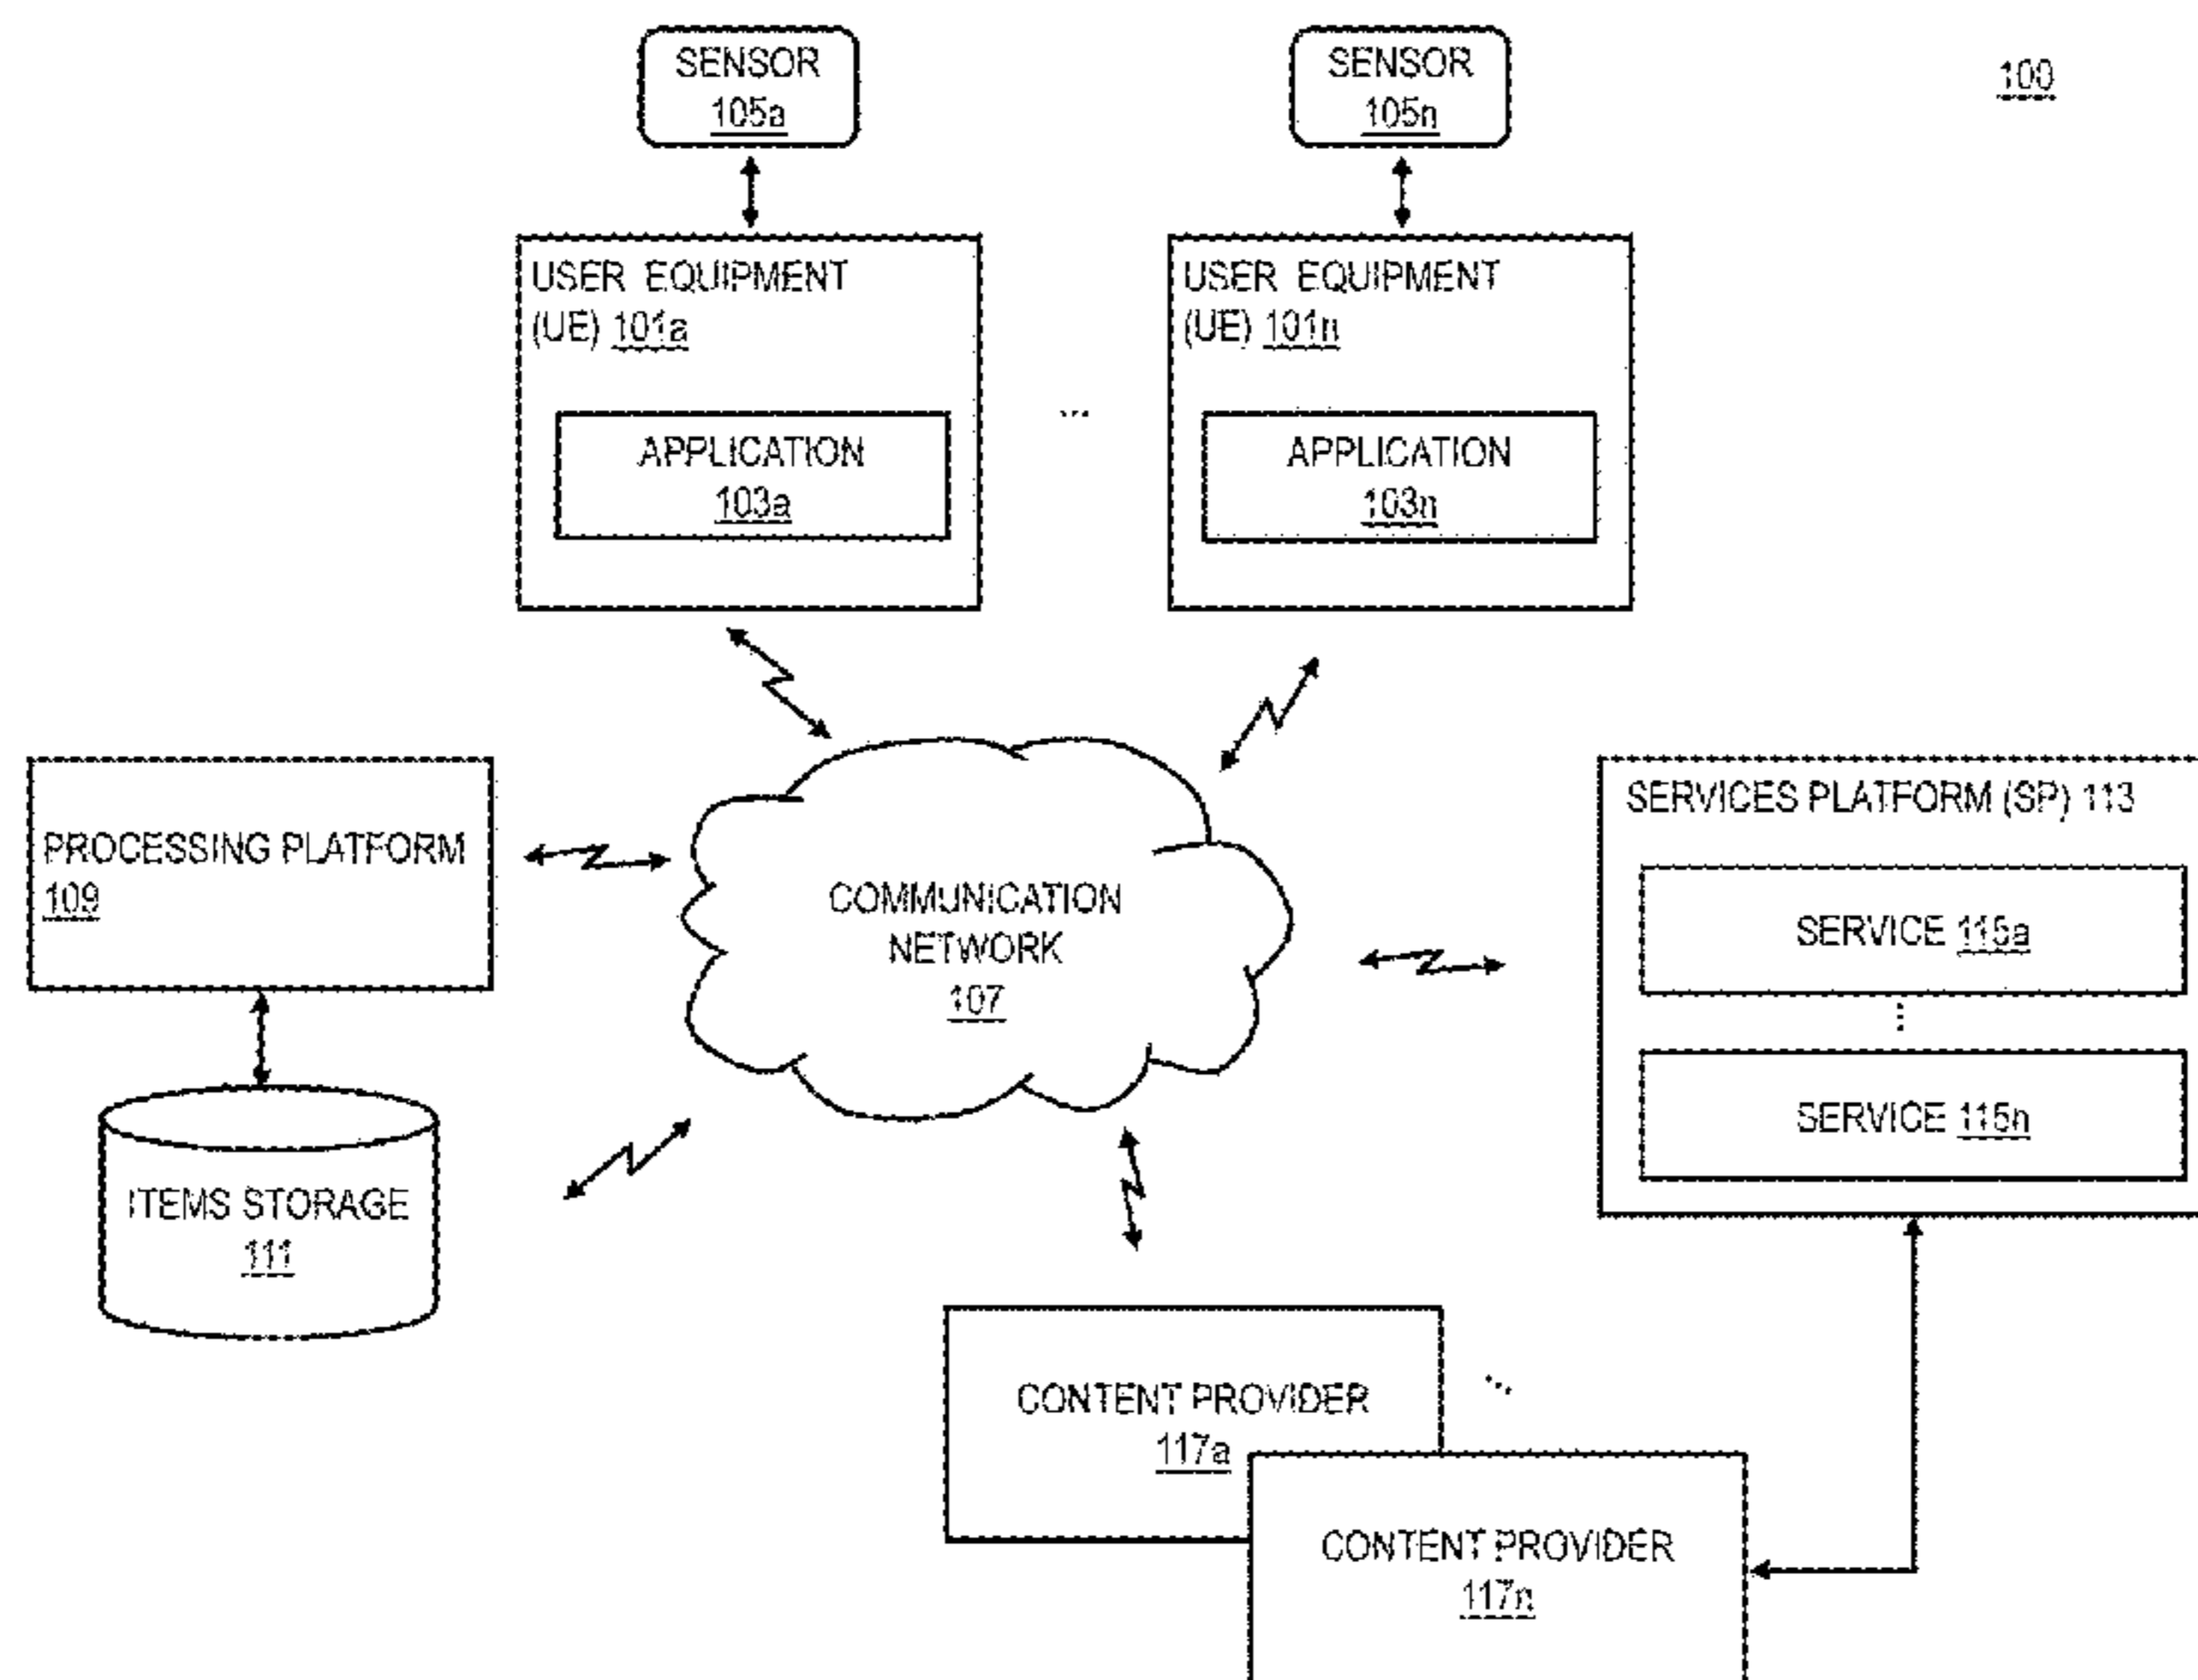 SENSOR
105a
SENSOR
105n
100
USER EQUIPMENT
(UE) 101a
APPLICATION
103a
...
USER EQUIPMENT
(UE) 101n
APPLICATION
103n
PROCESSING PLATFORM
109
COMMUNICATION
NETWORK
107
SERVICES PLATFORM (SP) 113
SERVICE 115a
...
SERVICE 115n
ITEMS STORAGE
111
CONTENT PROVIDER
117a
...
CONTENT PROVIDER
117n